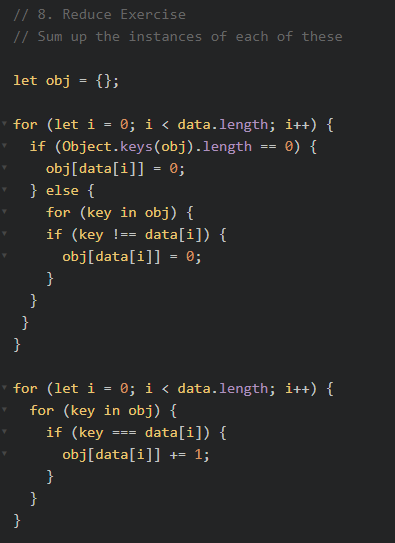 // 8. Reduce Exercise
// Sum up the instances of each of these
let obj = {};
for (let i = 0; i < data.length; i++) {
if (Object.keys(obj).length == 0) {
obj[data[i]] = 0;
} else {
for (key in obj) {
if (key !== data[i]) {
obj[data[i]] = 0;
}
}
}
}
for (let i = 0; i < data.length; i++) {
for (key in obj) {
if (key === data[i]) {
obj[data[i]] += 1;
}
}
}